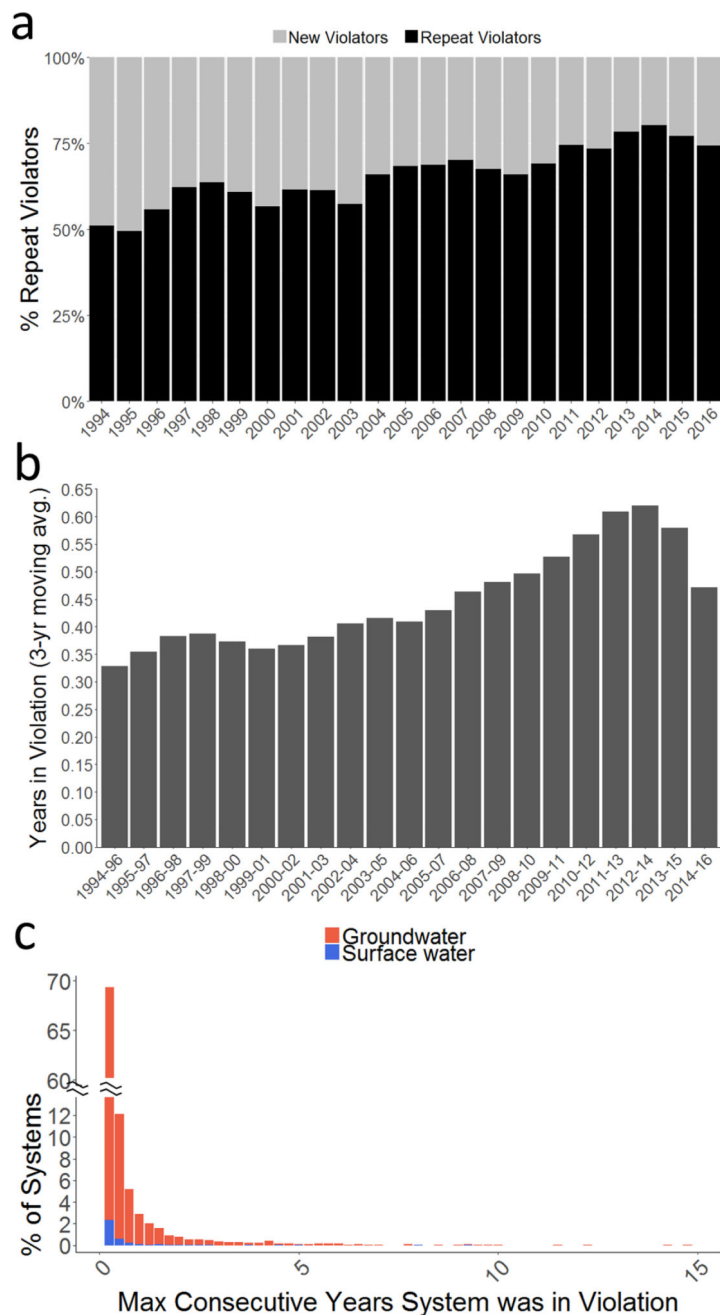 a
New Violators Repeat Violators
% Repeat Violators
100%
75%
50%
25%
0%
1994 1995 1996 1997 1998 1999 2000 2001 2002 2003 2004 2005 2006 2007 2008 2009 2010 2011 2012 2013 2014 2015 2016
b
Years in Violation (3-yr moving avg.)
0.65
0.60
0.55
0.50
0.45
0.40
0.35
0.30
0.25
0.20
0.15
0.10
0.05
0.00
1994-96 1995-97 1996-98 1997-99 1998-00 1999-01 2000-02 2001-03 2002-04 2003-05 2004-06 2005-07 2006-08 2007-09 2008-10 2009-11 2010-12 2011-13 2012-14 2013-15 2014-16
c
Groundwater
Surface water
% of Systems
70
65
60
12
10
8
6
4
2
0
0 5 10 15
Max Consecutive Years System was in Violation